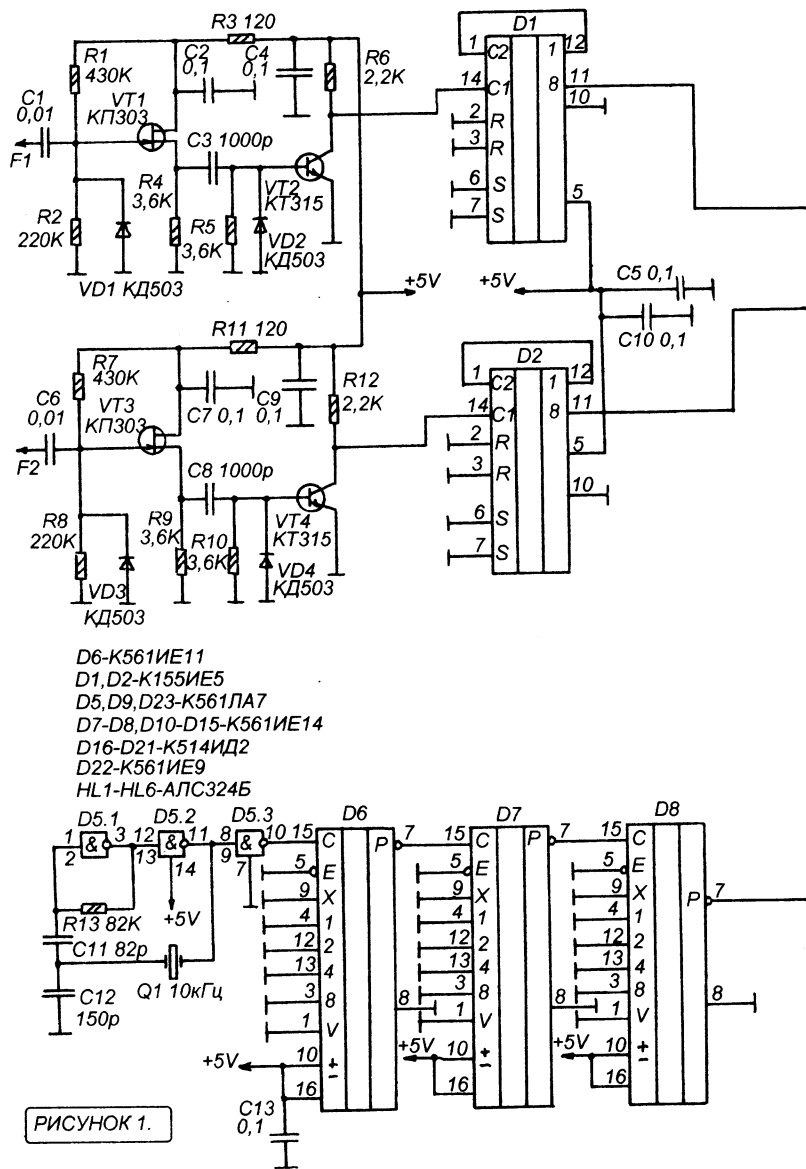 R3 120
D1
R1
430K
C2
0,1
C4
0,1
R6
2,2K
1
C2
1
12
14
C1
8
11
C1
0,01
VT1
КП303
2
R
10
F1
C3 1000p
3
R
R4
3,6K
VT2
КТ315
6
S
5
R2
220K
R5
3,6K
7
S
VD2
КД503
VD1 КД503
+5V
+5V
C5 0,1
R11 120
C10 0,1
D2
R7
430K
R12
2,2K
1
C2
1
12
C6
0,01
VT3
КП303
C7 0,1
C9
0,1
14
C1
8
11
2
R
5
F2
C8 1000p
3
R
10
R8
220K
R9
3,6K
R10
3,6K
VT4
КТ315
6
S
7
S
VD3
КД503
VD4
КД503
D6-К561ИЕ11
D1,D2-К155ИЕ5
D5,D9,D23-К561ЛА7
D7-D8,D10-D15-К561ИЕ14
D16-D21-К514ИД2
D22-К561ИЕ9
HL1-HL6-АЛС324Б
D5.1
D5.2
D5.3
D6
D7
D8
1
2
&
3
12
13
&
11
14
8
9
&
10
7
15
C
P
7
15
C
P
7
15
C
P
7
5
E
5
E
5
E
+5V
9
X
9
X
9
X
R13 82K
4
1
4
1
4
1
C11 82p
12
2
12
2
12
2
13
4
13
4
13
4
Q1 10кГц
3
8
8
3
8
8
3
8
8
C12
150p
1
V
1
V
1
V
+5V
10
±
+5V
10
±
+5V
10
±
16
16
16
C13
0,1
РИСУНОК 1.